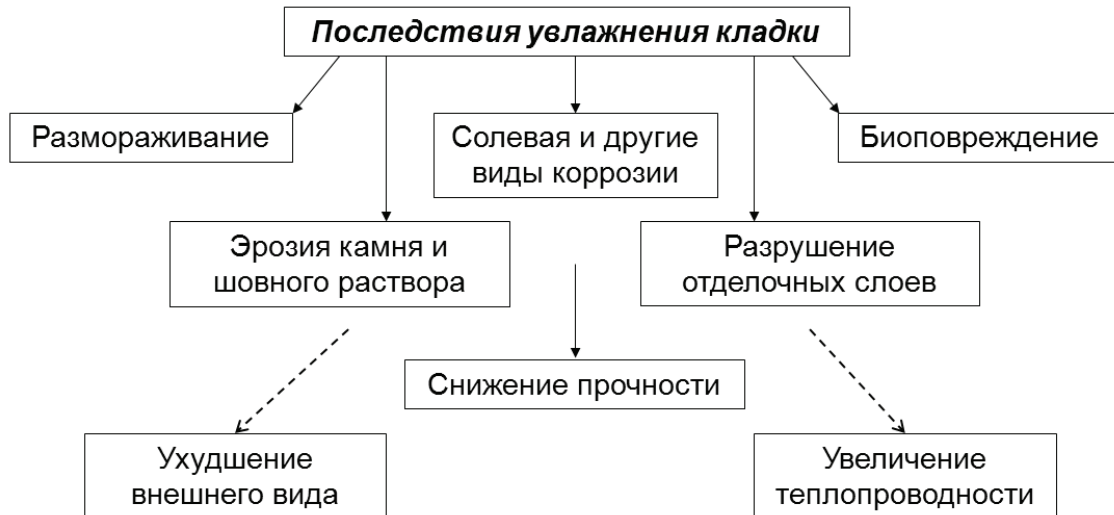 Последствия увлажнения кладки
Размораживание
Солевая и другие
виды коррозии
Биоповреждение
Эрозия камня и
шовного раствора
Разрушение
отделочных слоев
Снижение прочности
Ухудшение
внешнего вида
Увеличение
теплопроводности